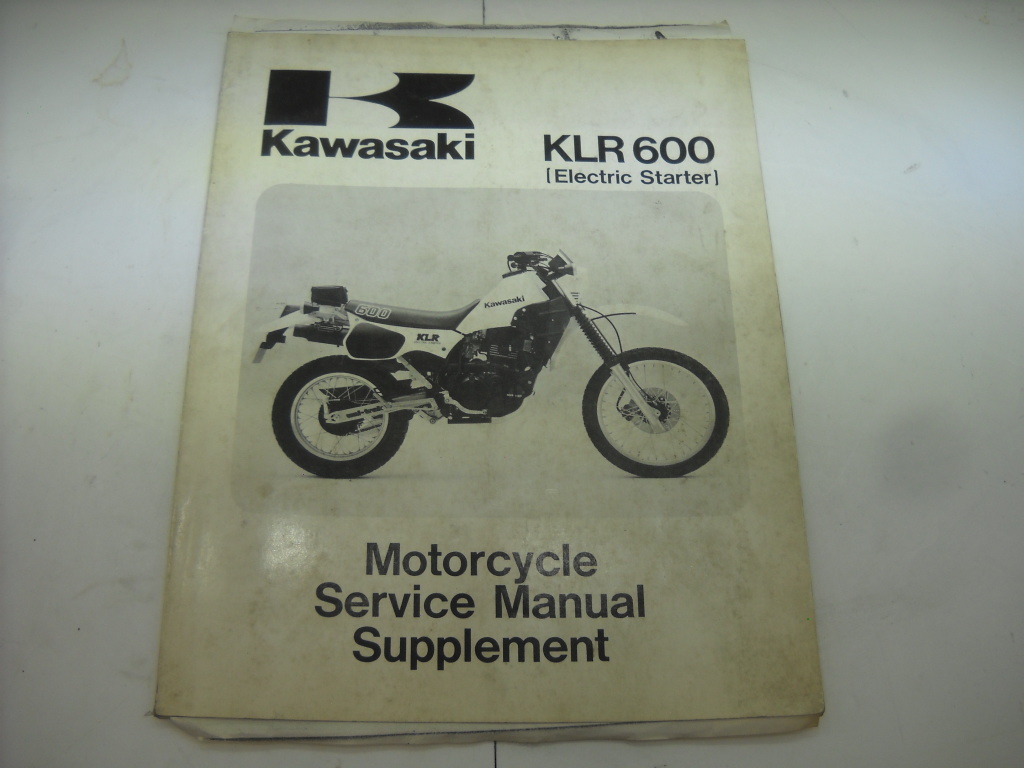 Kawasaki
KLR 600
[Electric Starter]
Kawasaki
600
KLR
Motorcycle
Service Manual
Supplement